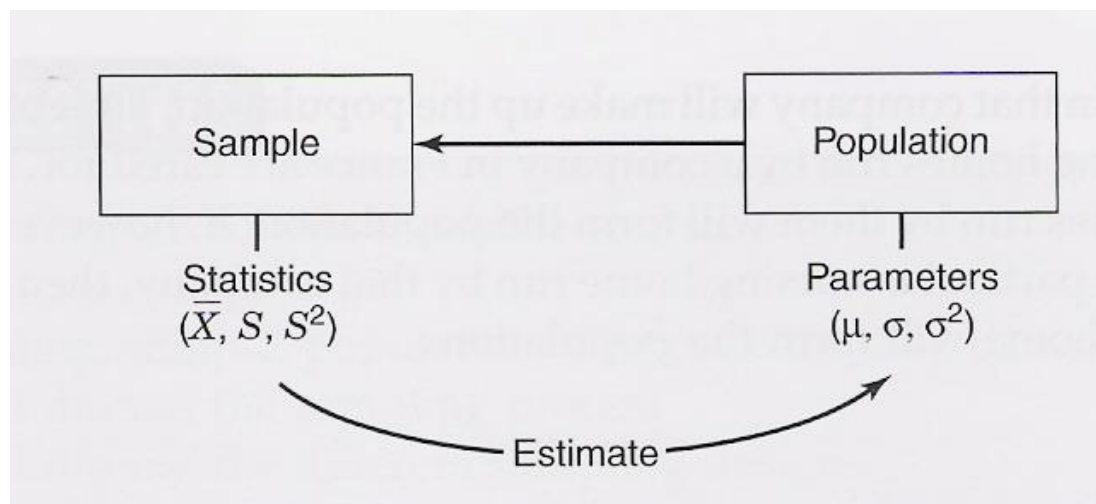 Sample
Population
Statistics
(X̅, S, S²)
Parameters
(μ, σ, σ²)
Estimate